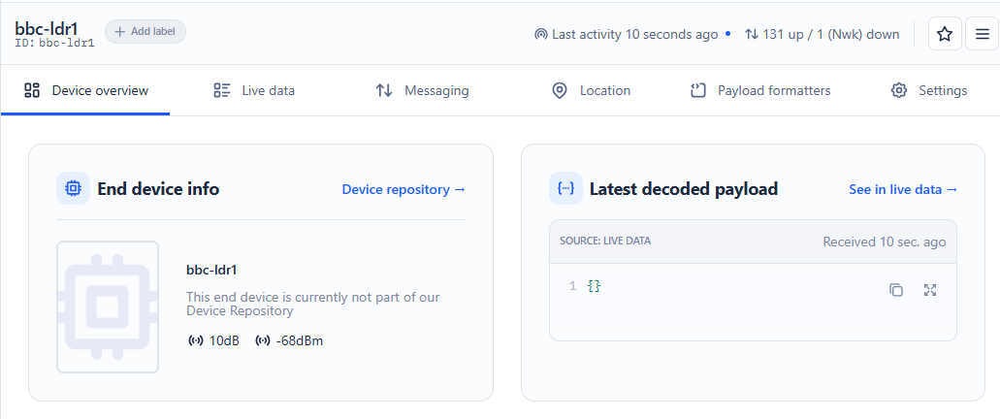 bbc-ldr1
Add label
ID: bbc-ldr1
Last activity 10 seconds ago
131 up / 1 (Nwk) down
Device overview
Live data
Messaging
Location
Payload formatters
Settings
End device info
Device repository →
bbc-ldr1
This end device is currently not part of our
Device Repository
10dB
-68dBm
Latest decoded payload
See in live data →
SOURCE: LIVE DATA
Received 10 sec. ago
1 {}